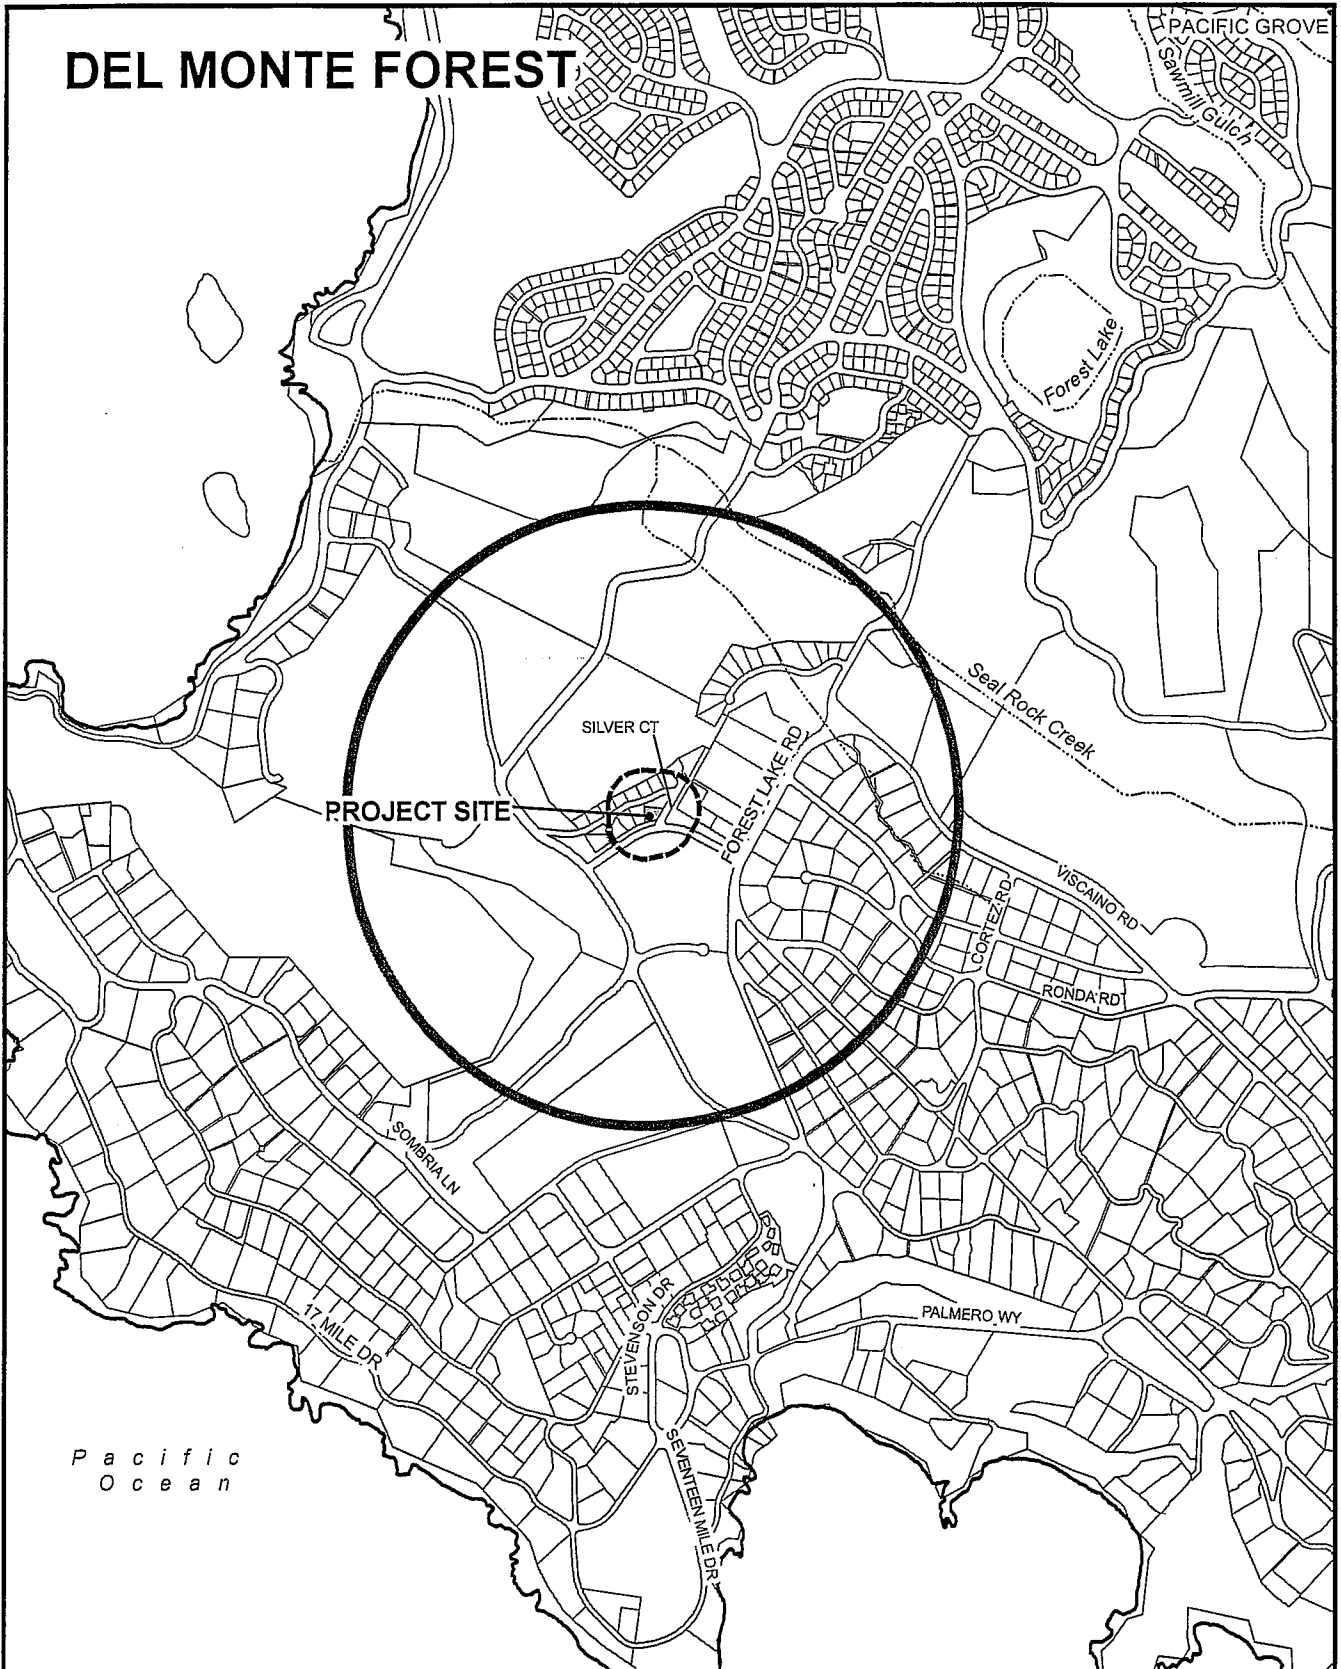 DEL MONTE FOREST
PACIFIC GROVE
Sawmill Gulch
Forest Lake
Seal Rock Creek
SILVER CT
FOREST LAKE RD
PROJECT SITE
VISCAINO RD
CORTEZ RD
RONDA RD
SOMBRIA LN
17 MILE DR
STEVENSON DR
PALMERO WY
SEVENTEEN MILE DR
Pacific
Ocean